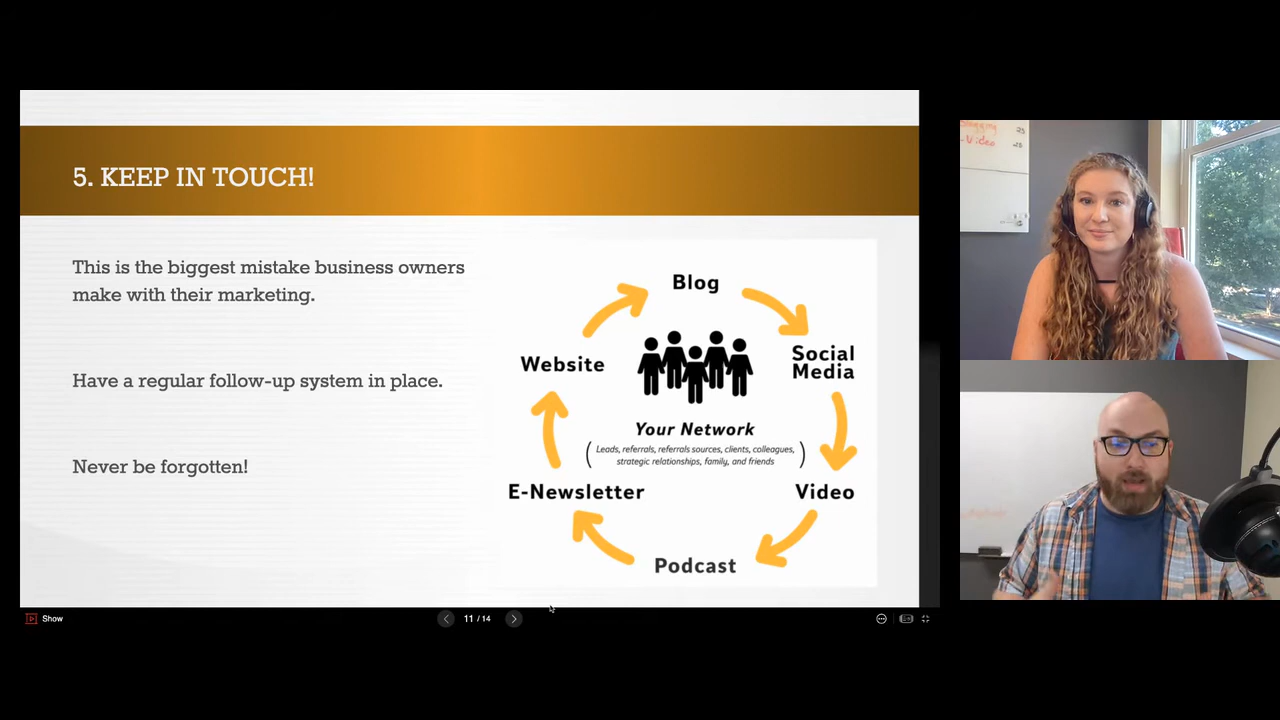 5. KEEP IN TOUCH!
This is the biggest mistake business owners
make with their marketing.
Have a regular follow-up system in place.
Never be forgotten!
Blog
Social
Media
Video
Podcast
E-Newsletter
Website
Your Network
(Leads, referrals, referrals sources, clients, colleagues,
strategic relationships, family, and friends)
Show
11 / 14
- Video
25